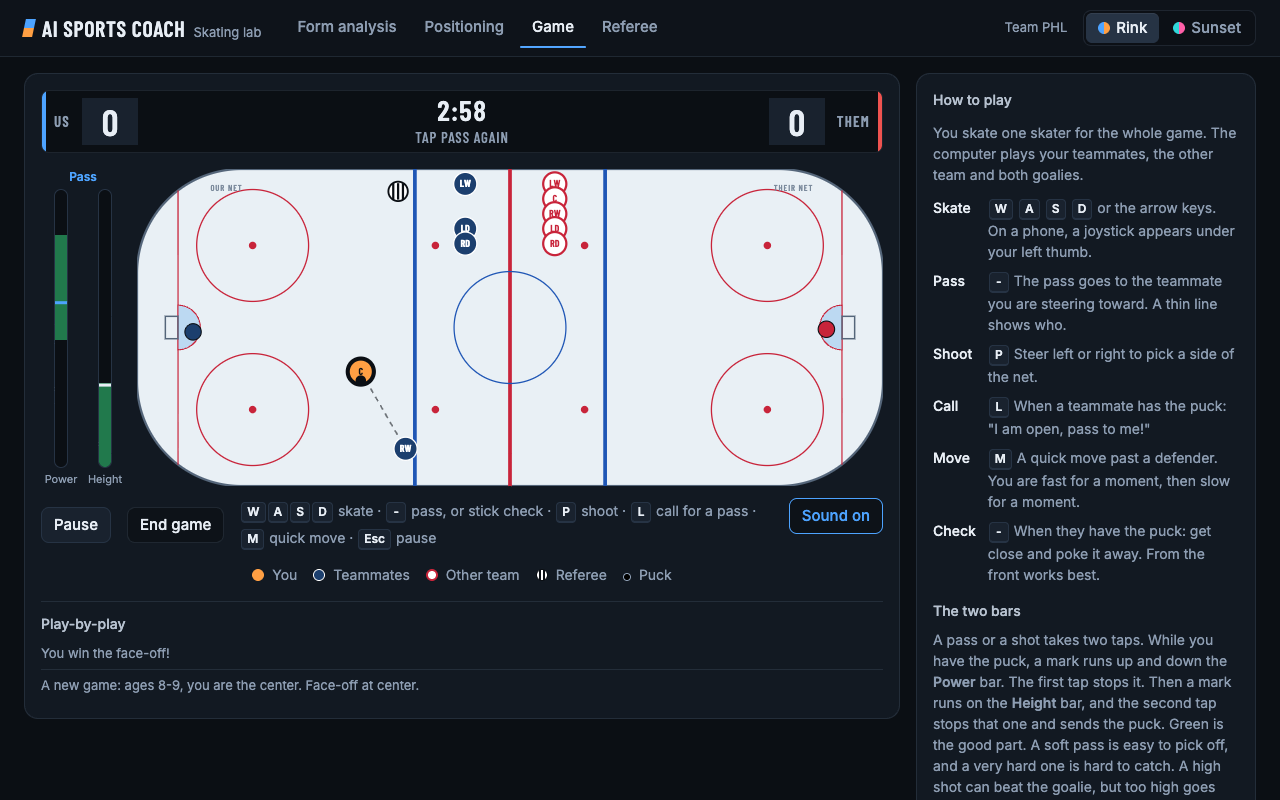 AI SPORTS COACH Skating lab Form analysis Positioning Game Referee Team PHL Rink Sunset
US 0 2:58 0 THEM
TAP PASS AGAIN
Pass
OUR NET THEIR NET
LW
LD
RD
LW
C
RW
LD
RD
C
RW
Power Height
Pause End game Sound on
W A S D skate · - pass, or stick check · P shoot · L call for a pass ·
M quick move · Esc pause
You Teammates Other team Referee Puck
Play-by-play
You win the face-off!
A new game: ages 8-9, you are the center. Face-off at center.
How to play
You skate one skater for the whole game. The
computer plays your teammates, the other
team and both goalies.
Skate W A S D or the arrow keys.
On a phone, a joystick appears under
your left thumb.
Pass - The pass goes to the teammate
you are steering toward. A thin line
shows who.
Shoot P Steer left or right to pick a side of
the net.
Call L When a teammate has the puck:
"I am open, pass to me!"
Move M A quick move past a defender.
You are fast for a moment, then slow
for a moment.
Check - When they have the puck: get
close and poke it away. From the
front works best.
The two bars
A pass or a shot takes two taps. While you
have the puck, a mark runs up and down the
Power bar. The first tap stops it. Then a mark
runs on the Height bar, and the second tap
stops that one and sends the puck. Green is
the good part. A soft pass is easy to pick off,
and a very hard one is hard to catch. A high
shot can beat the goalie, but too high goes